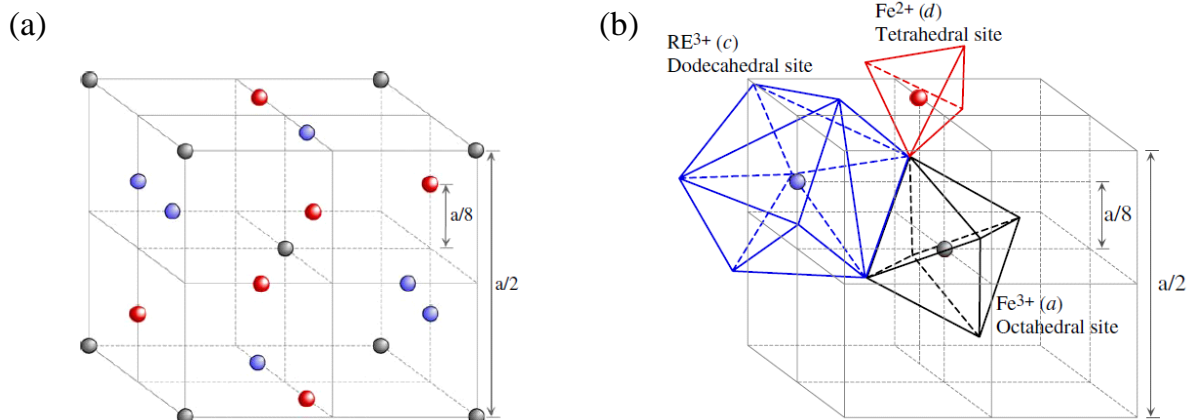 (a)
a/8
a/2
(b)
Fe²⁺ (d)
Tetrahedral site
RE³⁺ (c)
Dodecahedral site
a/8
a/2
Fe³⁺ (a)
Octahedral site